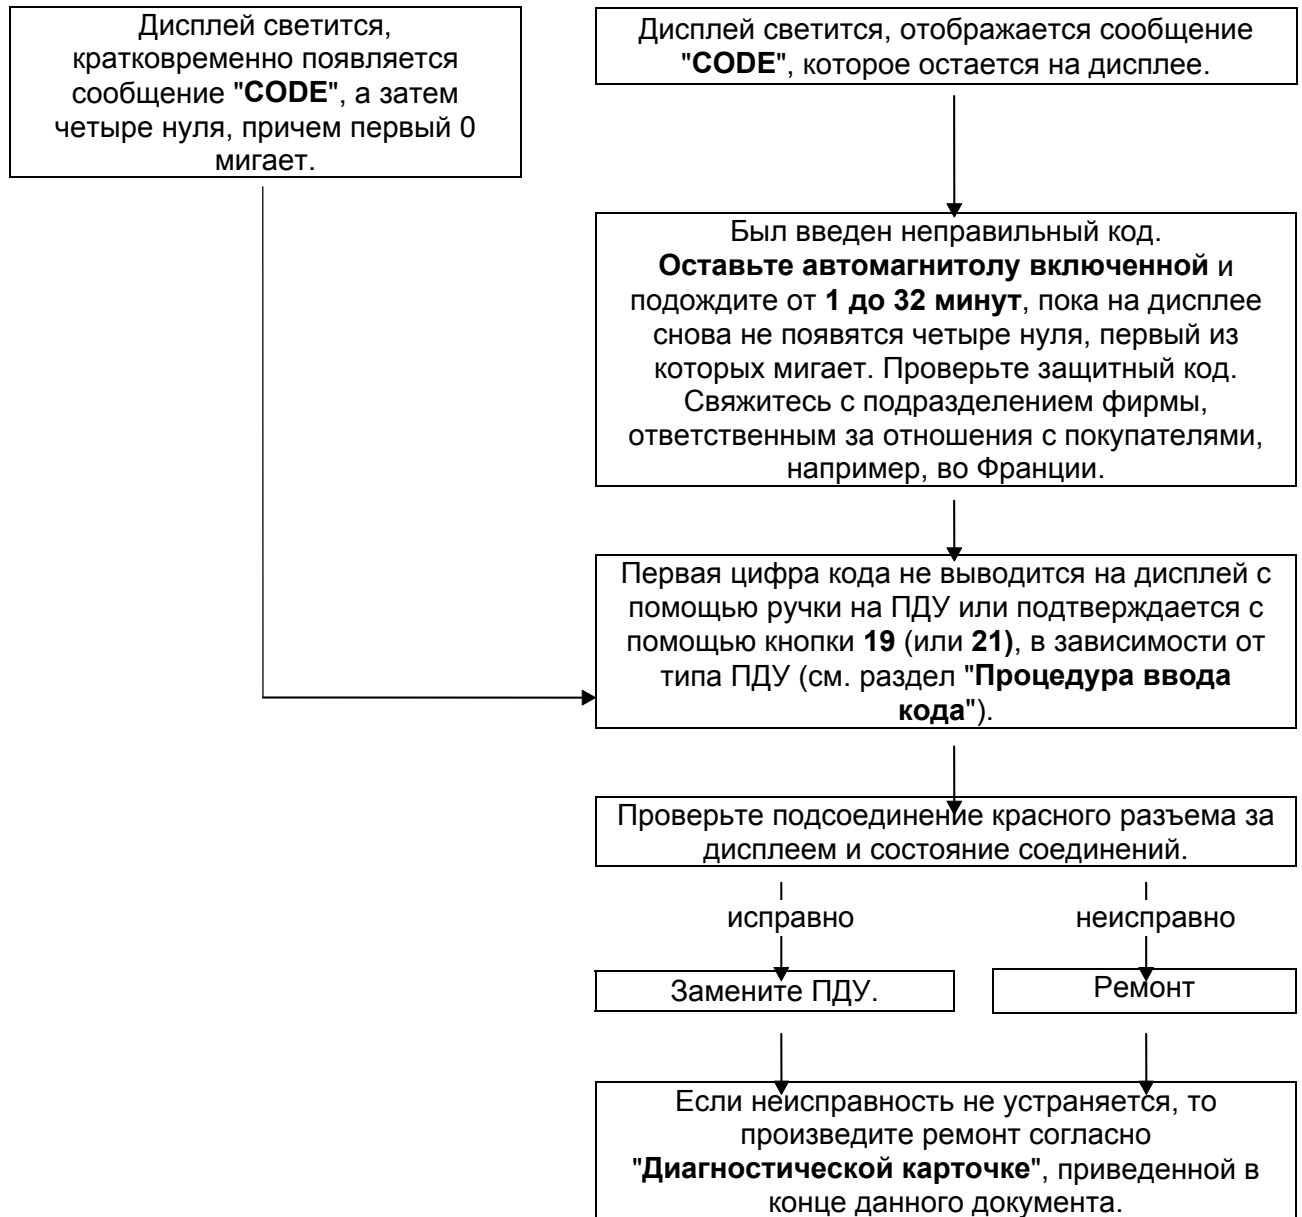 Дисплей светится,
кратковременно появляется
сообщение "CODE", а затем
четыре нуля, причем первый 0
мигает.
Дисплей светится, отображается сообщение
"CODE", которое остается на дисплее.
Был введен неправильный код.
Оставьте автомагнитолу включенной и
подождите от 1 до 32 минут, пока на дисплее
снова не появятся четыре нуля, первый из
которых мигает. Проверьте защитный код.
Свяжитесь с подразделением фирмы,
ответственным за отношения с покупателями,
например, во Франции.
Первая цифра кода не выводится на дисплей с
помощью ручки на ПДУ или подтверждается с
помощью кнопки 19 (или 21), в зависимости от
типа ПДУ (см. раздел "Процедура ввода
кода").
Проверьте подсоединение красного разъема за
дисплеем и состояние соединений.
исправно
неисправно
Замените ПДУ.
Ремонт
Если неисправность не устраняется, то
произведите ремонт согласно
"Диагностической карточке", приведенной в
конце данного документа.